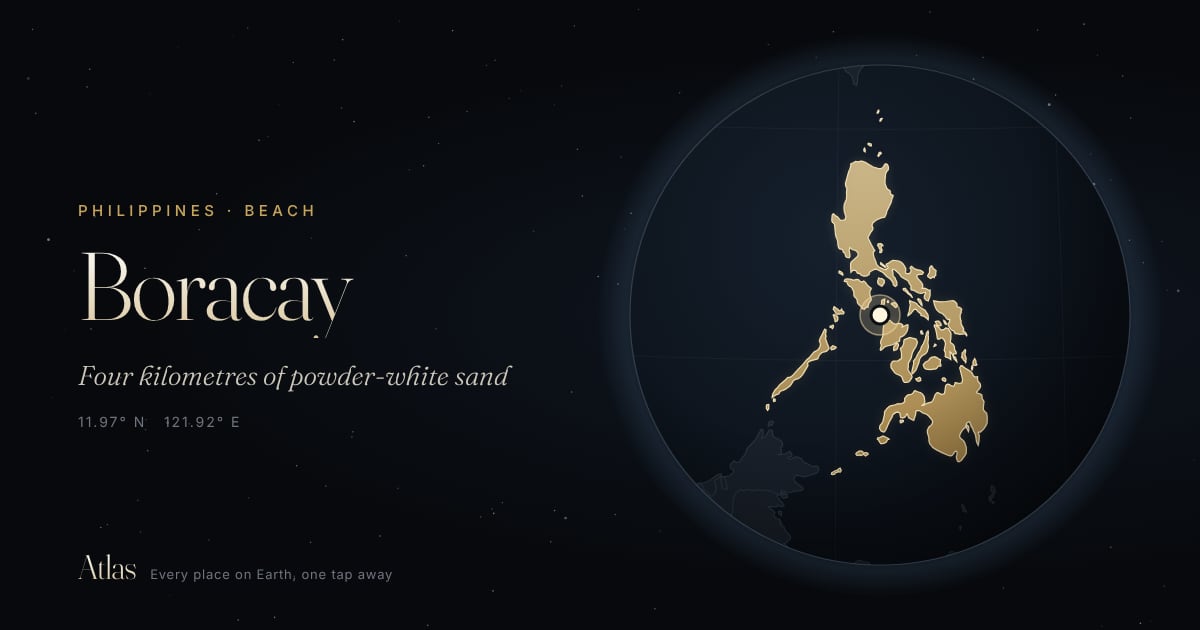 PHILIPPINES · BEACH
Boracay
Four kilometres of powder-white sand
11.97° N 121.92° E
Atlas Every place on Earth, one tap away